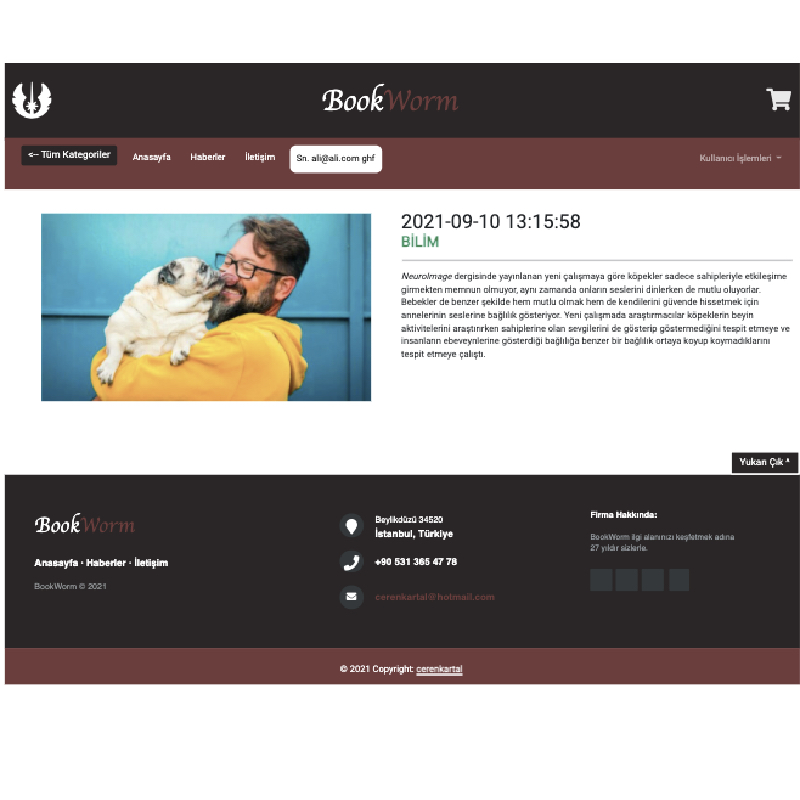 BookWorm
<-- Tüm Kategoriler Anasayfa Haberler İletişim Sn. ali@ali.com ghf Kullanıcı İşlemleri
2021-09-10 13:15:58
BİLİM
NeuroImage dergisinde yayınlanan yeni çalışmaya göre köpekler sadece sahipleriyle etkileşime
girmekten memnun olmuyor, aynı zamanda onların seslerini dinlerken de mutlu oluyorlar.
Bebekler de benzer şekilde hem mutlu olmak hem de kendilerini güvende hissetmek için
annelerinin seslerine bağlılık gösteriyor. Yeni çalışmada araştırmacılar köpeklerin beyin
aktivitelerini araştırırken sahiplerine olan sevgilerini de gösterip göstermediğini tespit etmeye ve
insanların ebeveynlerine gösterdiği bağlılığa benzer bir bağlılık ortaya koyup koymadıklarını
tespit etmeye çalıştı.
Yukarı Çık ^
BookWorm
Anasayfa · Haberler · İletişim
BookWorm © 2021
Beylikdüzü 34520
İstanbul, Türkiye
+90 531 365 47 78
cerenkartal@hotmail.com
Firma Hakkında:
BookWorm ilgi alanınızı keşfetmek adına
27 yıldır sizlerle.
© 2021 Copyright: cerenkartal